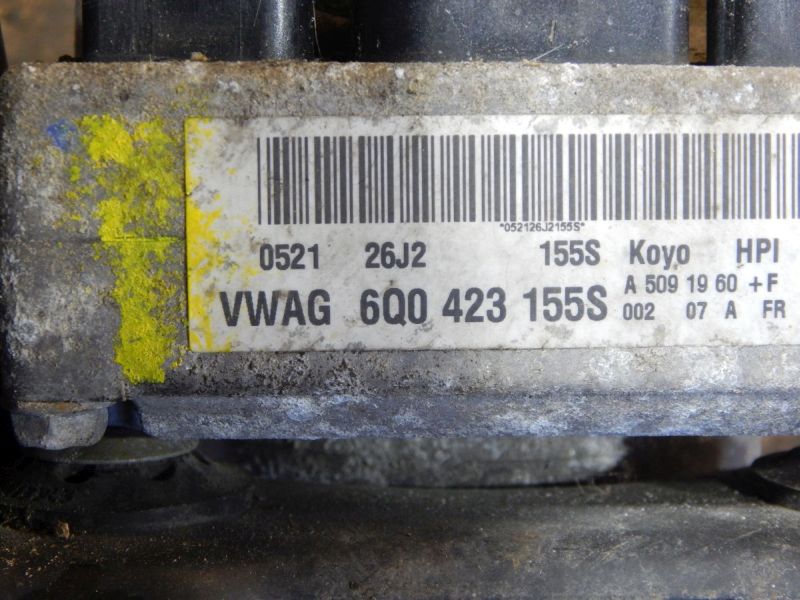 *052126J2155S*
0521 26J2 155S Koyo HPI
VWAG 6Q0 423 155S
A 509 19 60 +F
002 07 A FR